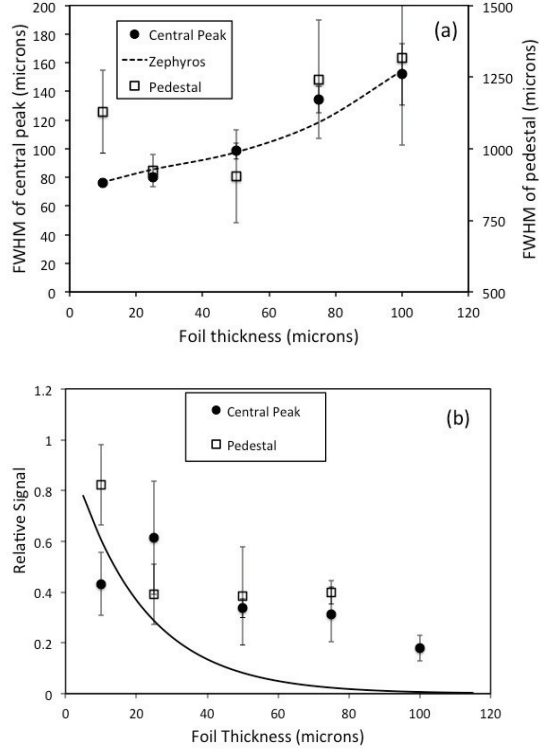 (a)
Central Peak
Zephyros
Pedestal
FWHM of central peak (microns)
200
180
160
140
120
100
80
60
40
20
0
FWHM of pedestal (microns)
1500
1250
1000
750
500
0 20 40 60 80 100 120
Foil thickness (microns)
(b)
Central Peak
Pedestal
Relative Signal
1.2
1
0.8
0.6
0.4
0.2
0
0 20 40 60 80 100 120
Foil Thickness (microns)